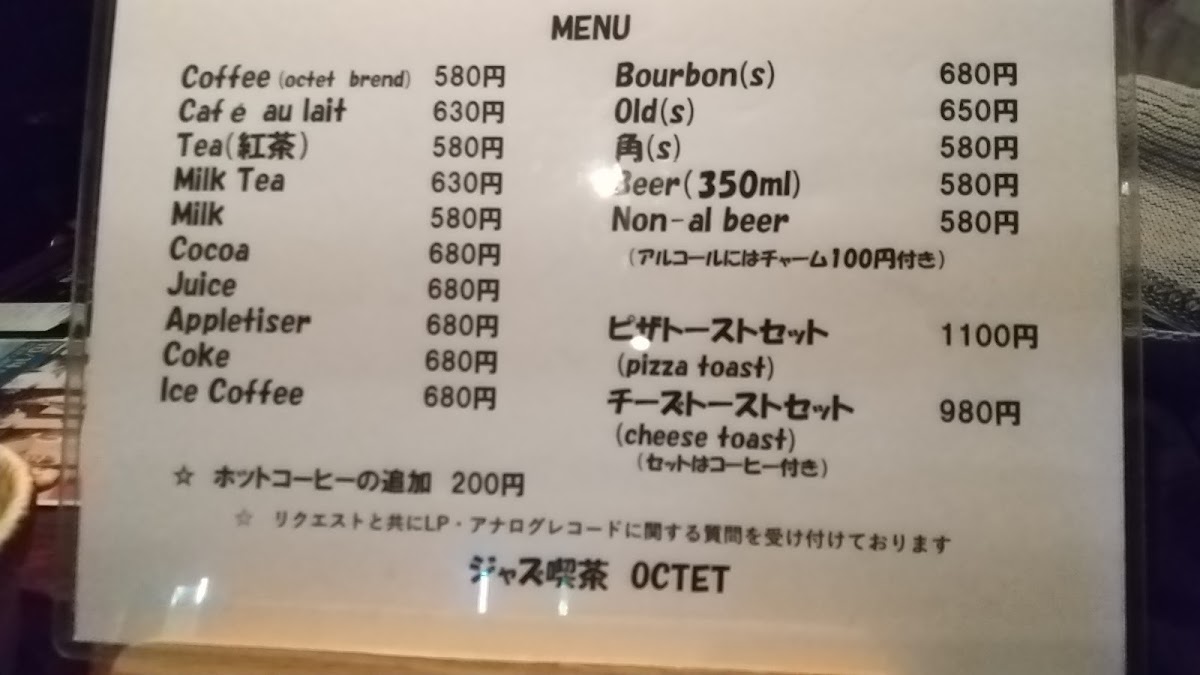 MENU
Coffee (octet brend) 580円
Café au lait 630円
Tea(紅茶) 580円
Milk Tea 630円
Milk 580円
Cocoa 680円
Juice 680円
Appletiser 680円
Coke 680円
Ice Coffee 680円
Bourbon(s) 680円
Old(s) 650円
角(s) 580円
Beer(350ml) 580円
Non-al beer 580円
(アルコールにはチャーム100円付き)
ピザトーストセット 1100円
(pizza toast)
チーズトーストセット 980円
(cheese toast)
(セットはコーヒー付き)
☆ ホットコーヒーの追加 200円
☆ リクエストと共にLP・アナログレコードに関する質問を受け付けております
ジャズ喫茶 OCTET